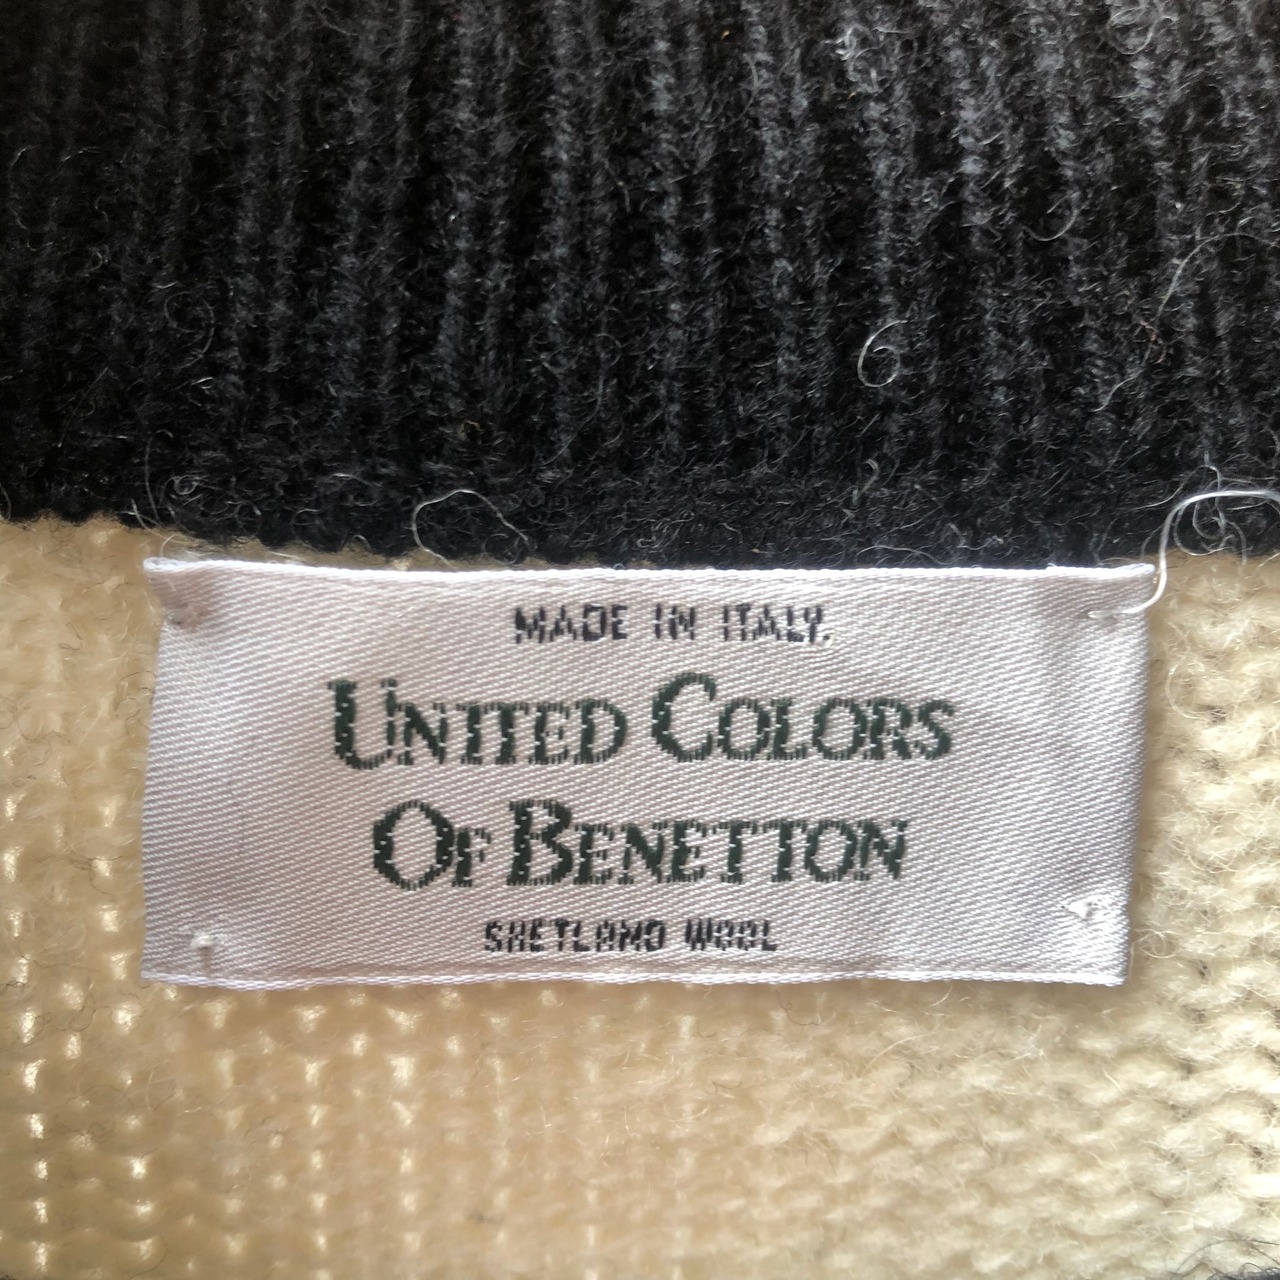 MADE IN ITALY.
UNITED COLORS
OF BENETTON
SHETLAND WOOL